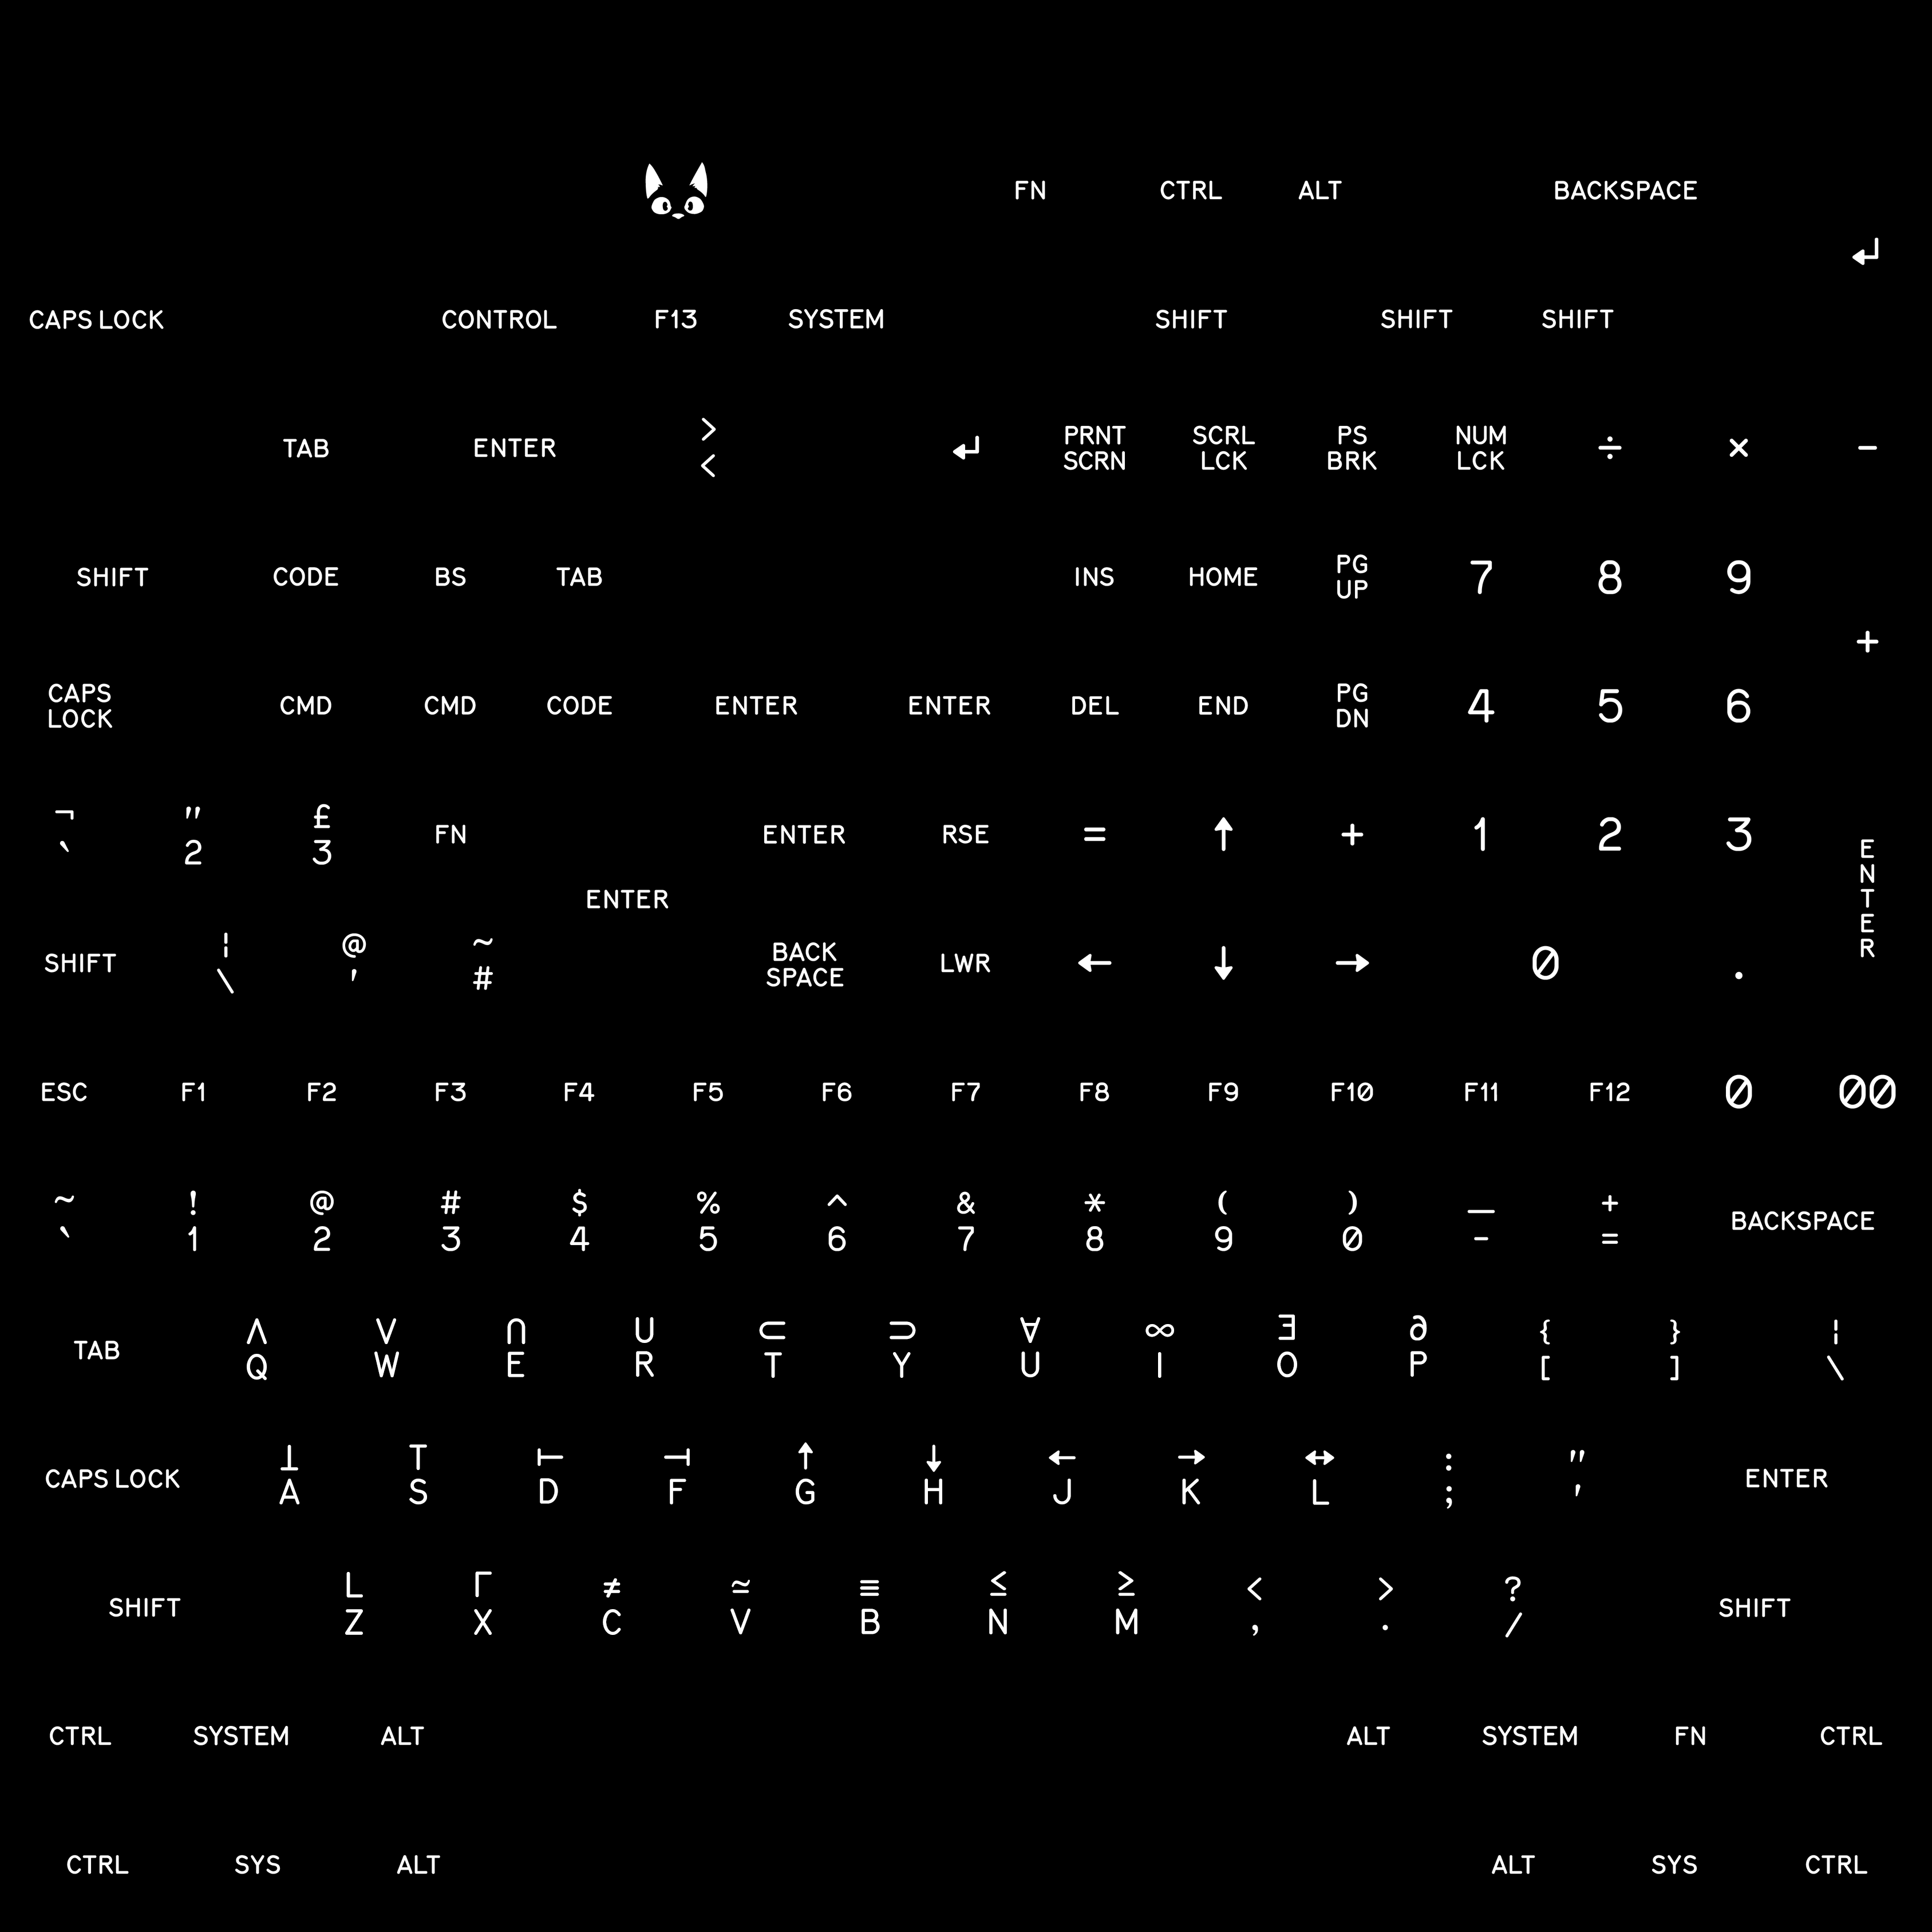 FN CTRL ALT BACKSPACE
↵
CAPS LOCK CONTROL F13 SYSTEM SHIFT SHIFT SHIFT
> PRNT SCRL PS NUM
TAB ENTER ↵ ÷ × -
< SCRN LCK BRK LCK
PG
SHIFT CODE BS TAB INS HOME 7 8 9
UP
+
CAPS PG
CMD CMD CODE ENTER ENTER DEL END 4 5 6
LOCK DN
¬ " £
FN ENTER RSE = ↑ + 1 2 3
` 2 3
ENTER
E
N
T
E
R
¦ @ ~ BACK
SHIFT LWR ← ↓ → 0 .
\ ' # SPACE
ESC F1 F2 F3 F4 F5 F6 F7 F8 F9 F10 F11 F12 0 00
~ ! @ # $ % ^ & * ( ) _ +
BACKSPACE
` 1 2 3 4 5 6 7 8 9 0 - =
∧ ∨ ∩ ∪ ⊂ ⊃ ∀ ∞ ∃ ∂ { } ¦
TAB
Q W E R T Y U I O P [ ] \
⊥ ⊤ ⊢ ⊣ ↑ ↓ ← → ↔ : "
CAPS LOCK ENTER
A S D F G H J K L ; '
⌊ ⌈ ≠ ≃ ≡ ≤ ≥ < > ?
SHIFT SHIFT
Z X C V B N M , . /
CTRL SYSTEM ALT ALT SYSTEM FN CTRL
CTRL SYS ALT ALT SYS CTRL